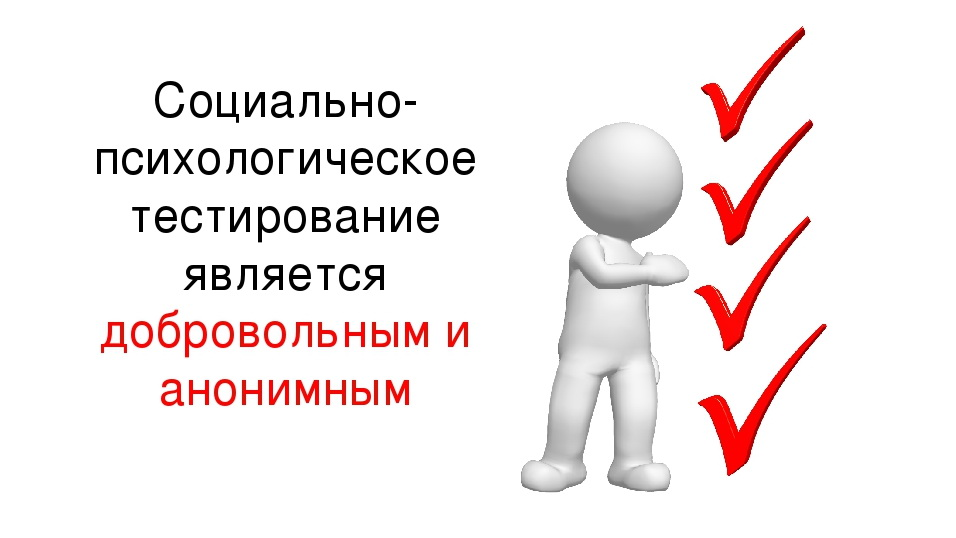 Социально-
психологическое
тестирование
является
добровольным и
анонимным